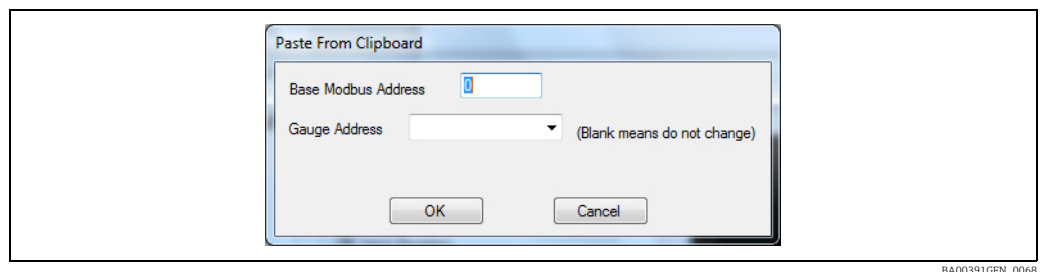 Paste From Clipboard
Base Modbus Address 0
Gauge Address (Blank means do not change)
OK Cancel
BA00391GEN_0068